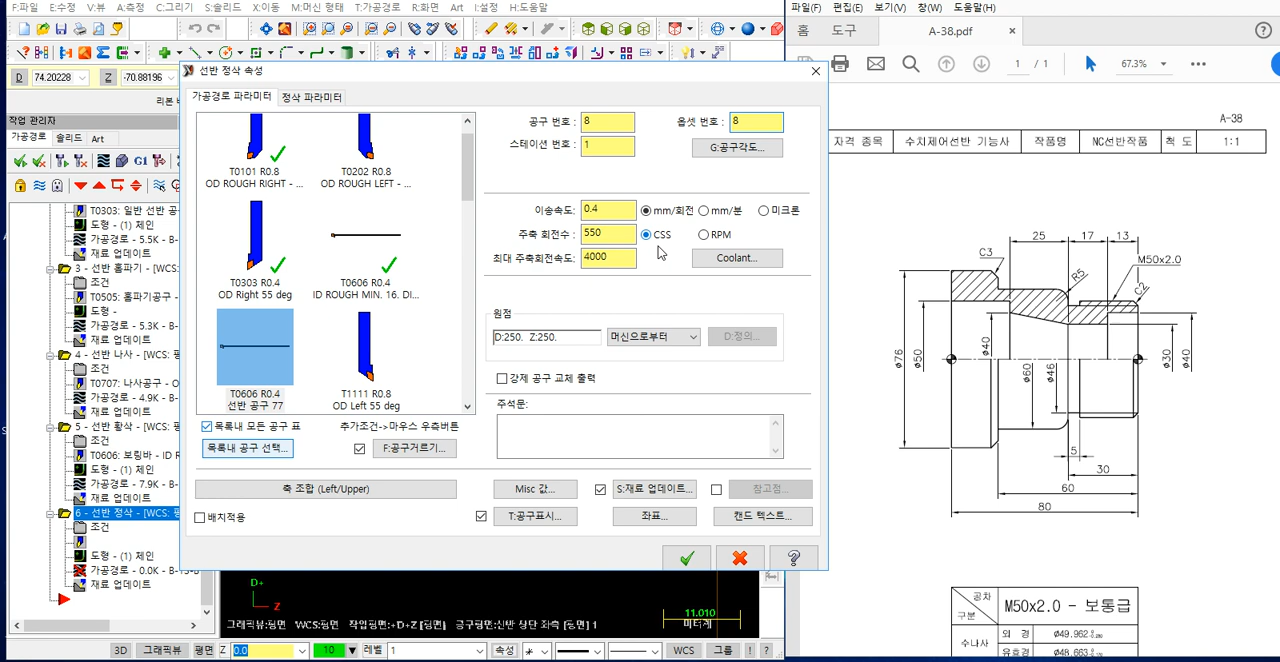 F:파일 E:수정 V:뷰 A:측정 C:그리기 S:솔리드 X:이동 M:머신 형태 T:가공경로 R:화면 Art I:설정 H:도움말
D 74.20228 Z -70.88196
리본 바
작업 관리자
가공경로 솔리드 Art
G1
T0303: 일반 선반 공구
도형 - (1) 체인
가공경로 - 5.5K - B-
재료 업데이트
3 - 선반 홈파기 - [WCS: 평
조건
T0505: 홈파기공구 -
도형 -
가공경로 - 5.3K - B-
재료 업데이트
4 - 선반 나사 - [WCS: 평
조건
T0707: 나사공구 - O
가공경로 - 4.9K - B-
재료 업데이트
5 - 선반 황삭 - [WCS: 평
조건
T0606: 보링바 - ID
도형 - (1) 체인
가공경로 - 7.9K - B-
재료 업데이트
6 - 선반 정삭 - [WCS: 평
조건
도형 - (1) 체인
가공경로 - 0.0K - B-
재료 업데이트
선반 정삭 속성
가공경로 파라미터 정삭 파라미터
T0101 R0.8
OD ROUGH RIGHT - ...
T0202 R0.8
OD ROUGH LEFT - ...
T0303 R0.4
OD Right 55 deg
T0606 R0.4
ID ROUGH MIN. 16. DI...
T0606 R0.4
선반 공구 77
T1111 R0.8
OD Left 55 deg
목록내 모든 공구 표
추가조건->마우스 우측버튼
목록내 공구 선택...
F:공구거르기...
축 조합 (Left/Upper)
배치적용
공구 번호: 8
옵셋 번호: 8
스테이션 번호: 1
G:공구각도...
이송속도: 0.4 mm/회전 mm/분 미크론
주축 회전수: 550 CSS RPM
최대 주축회전속도: 4000 Coolant...
원점
D:250. Z:250. 머신으로부터 D:정의...
강제 공구 교체 출력
주석문:
Misc 값... S:재료 업데이트... 참고점...
T:공구표시... 좌표... 캔드 텍스트...
D+
Z
11.010
미터계
그래픽뷰:평면 WCS:평면 작업평면:+D+Z [평면] 공구평면:선반 상단 좌측 [평면] 1
3D 그래픽뷰 평면 Z 0.0 10 레벨 1 속성 WCS 그룹 ! ?
파일(F) 편집(E) 보기(V) 창(W) 도움말(H)
홈 도구 A-38.pdf ×
1 / 1 67.3%
A-38
자격 종목 수치제어선반 기능사 작품명 NC선반작품 척 도 1:1
25 17 13
C3
M50x2.0
R5
C2
ø76
ø50
ø40
ø60
ø46
ø30
ø40
5
30
60
80
공차
구분
M50x2.0 - 보통급
수나사
외 경 ø49.962
유효경 ø48.663